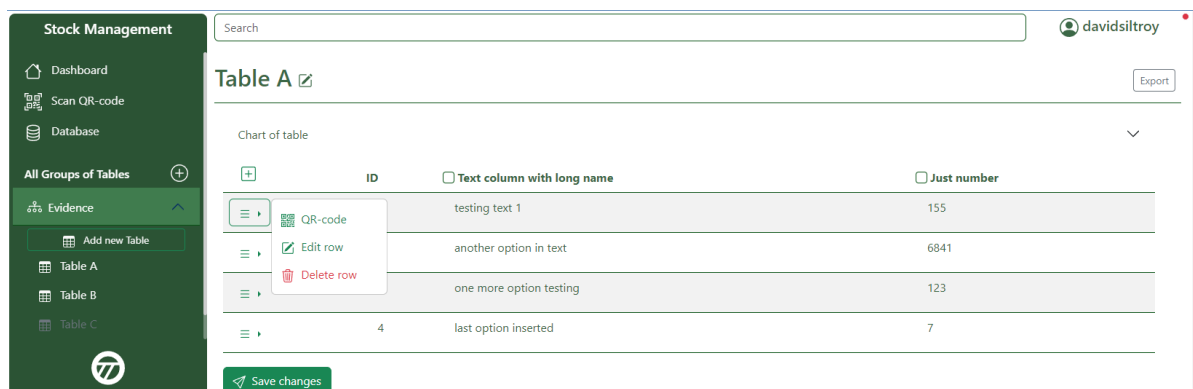 Stock Management
Search
davidsiltroy
Dashboard
Scan QR-code
Database
All Groups of Tables
Evidence
Add new Table
Table A
Table B
Table C
Table A
Export
Chart of table
ID Text column with long name Just number
testing text 1 155
another option in text 6841
one more option testing 123
4 last option inserted 7
QR-code
Edit row
Delete row
Save changes